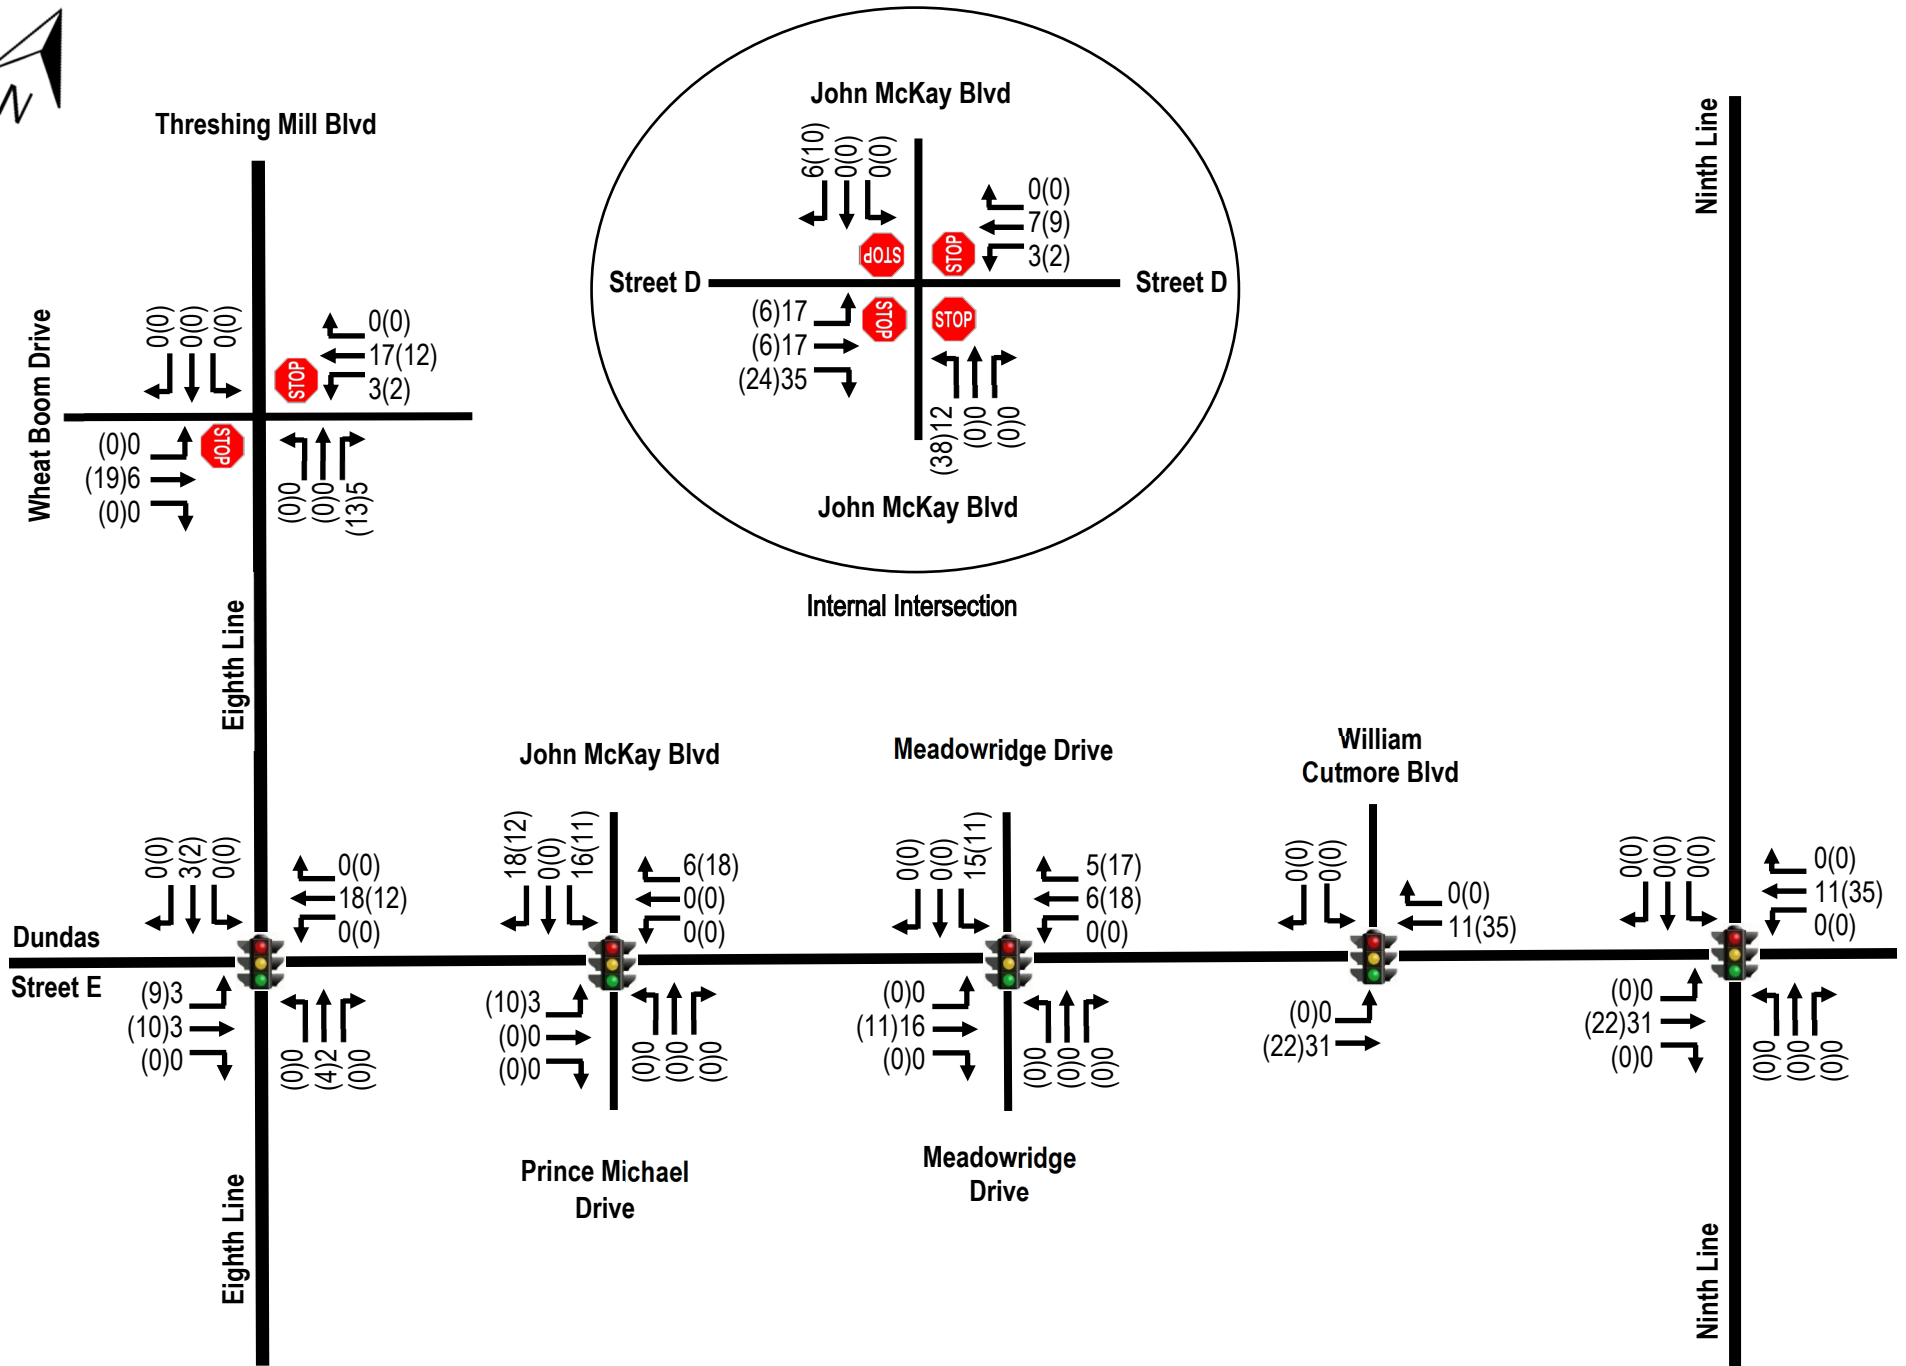 N
Threshing Mill Blvd
John McKay Blvd
Ninth Line
6(10)
0(0)
0(0)
0(0)
7(9)
3(2)
STOP
STOP
Street D
Street D
(6)17
(6)17
(24)35
STOP
STOP
(38)12
(0)0
(0)0
John McKay Blvd
Internal Intersection
Wheat Boom Drive
0(0)
0(0)
0(0)
0(0)
17(12)
3(2)
STOP
(0)0
(19)6
(0)0
STOP
(0)0
(0)0
(13)5
Eighth Line
John McKay Blvd
Meadowridge Drive
William
Cutmore Blvd
0(0)
3(2)
0(0)
0(0)
18(12)
0(0)
18(12)
0(0)
16(11)
6(18)
0(0)
0(0)
0(0)
0(0)
15(11)
5(17)
6(18)
0(0)
0(0)
0(0)
0(0)
11(35)
0(0)
0(0)
0(0)
0(0)
11(35)
0(0)
Dundas
Street E
(9)3
(10)3
(0)0
(0)0
(4)2
(0)0
(10)3
(0)0
(0)0
(0)0
(0)0
(0)0
(0)0
(11)16
(0)0
(0)0
(0)0
(0)0
(0)0
(22)31
(0)0
(22)31
(0)0
(0)0
(0)0
(0)0
Prince Michael
Drive
Meadowridge
Drive
Eighth Line
Ninth Line